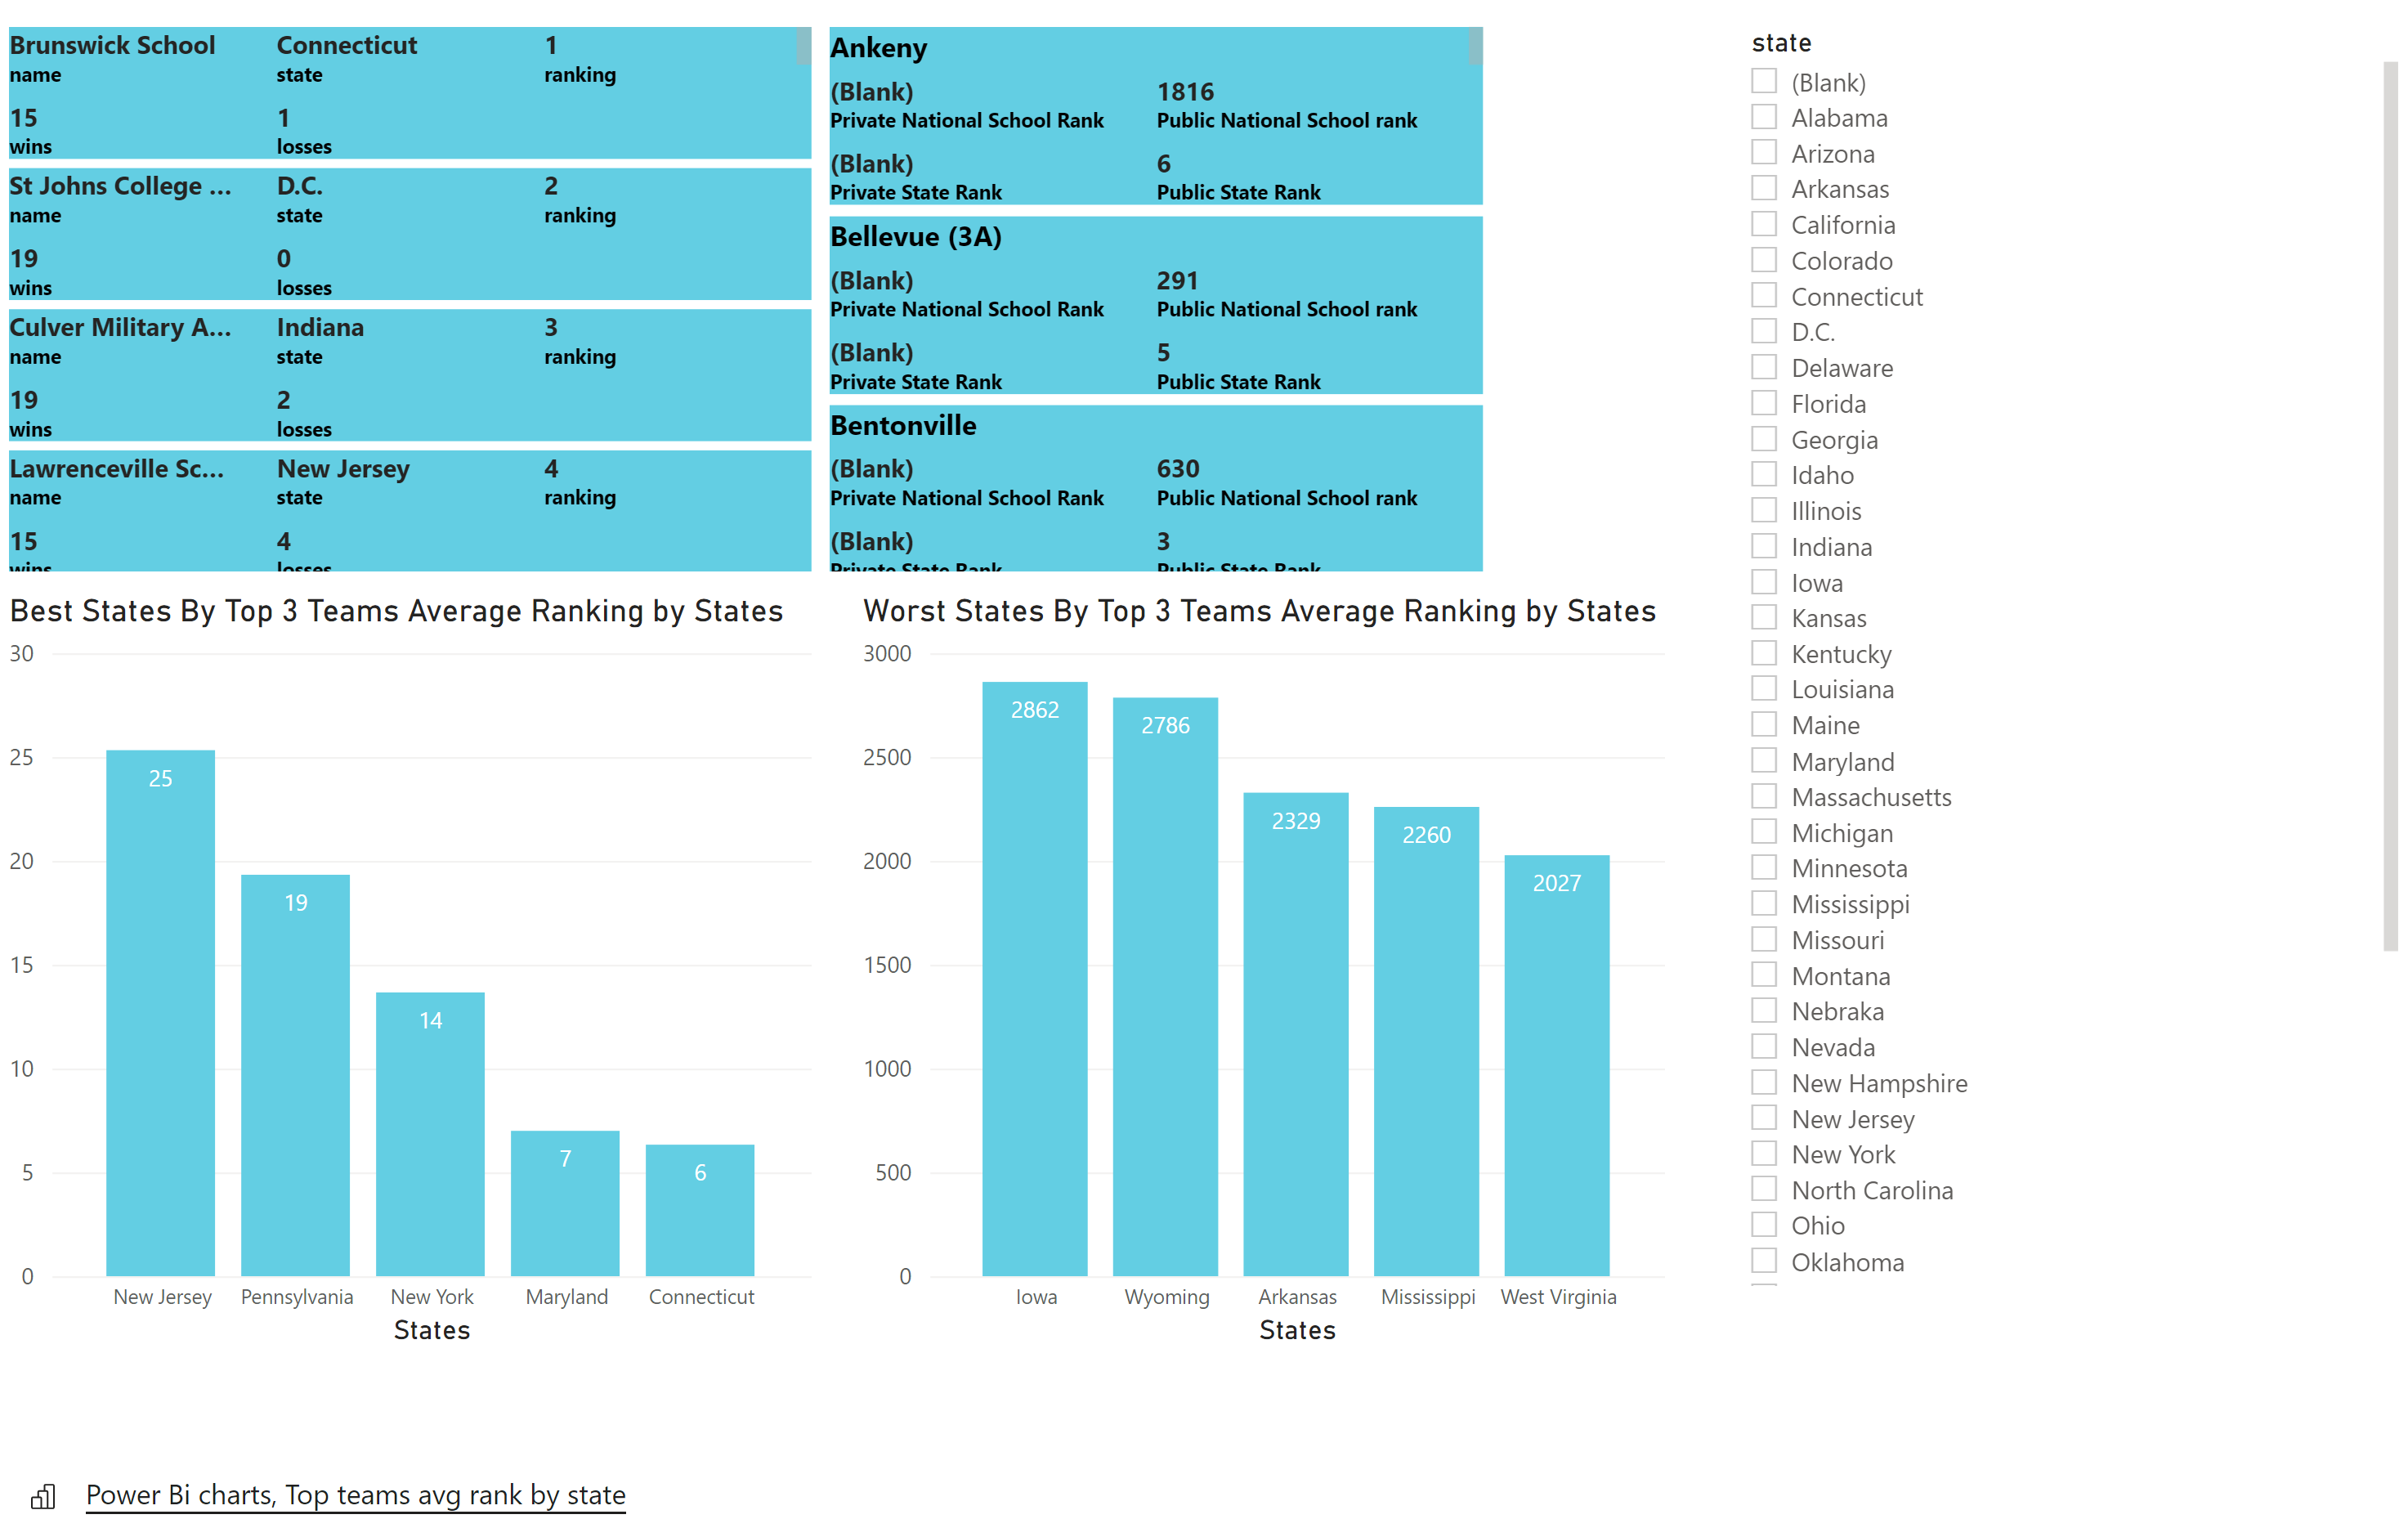 Brunswick School Connecticut 1
name state ranking
15 1
wins losses
St Johns College ... D.C. 2
name state ranking
19 0
wins losses
Culver Military A... Indiana 3
name state ranking
19 2
wins losses
Lawrenceville Sc... New Jersey 4
name state ranking
15 4
wins losses
Ankeny
(Blank) 1816
Private National School Rank Public National School rank
(Blank) 6
Private State Rank Public State Rank
Bellevue (3A)
(Blank) 291
Private National School Rank Public National School rank
(Blank) 5
Private State Rank Public State Rank
Bentonville
(Blank) 630
Private National School Rank Public National School rank
(Blank) 3
Private State Rank Public State Rank
state
(Blank)
Alabama
Arizona
Arkansas
California
Colorado
Connecticut
D.C.
Delaware
Florida
Georgia
Idaho
Illinois
Indiana
Iowa
Kansas
Kentucky
Louisiana
Maine
Maryland
Massachusetts
Michigan
Minnesota
Mississippi
Missouri
Montana
Nebraka
Nevada
New Hampshire
New Jersey
New York
North Carolina
Ohio
Oklahoma
Best States By Top 3 Teams Average Ranking by States
30
25
20
15
10
5
0
25
19
14
7
6
New Jersey Pennsylvania New York Maryland Connecticut
States
Worst States By Top 3 Teams Average Ranking by States
3000
2500
2000
1500
1000
500
0
2862
2786
2329
2260
2027
Iowa Wyoming Arkansas Mississippi West Virginia
States
Power Bi charts, Top teams avg rank by state